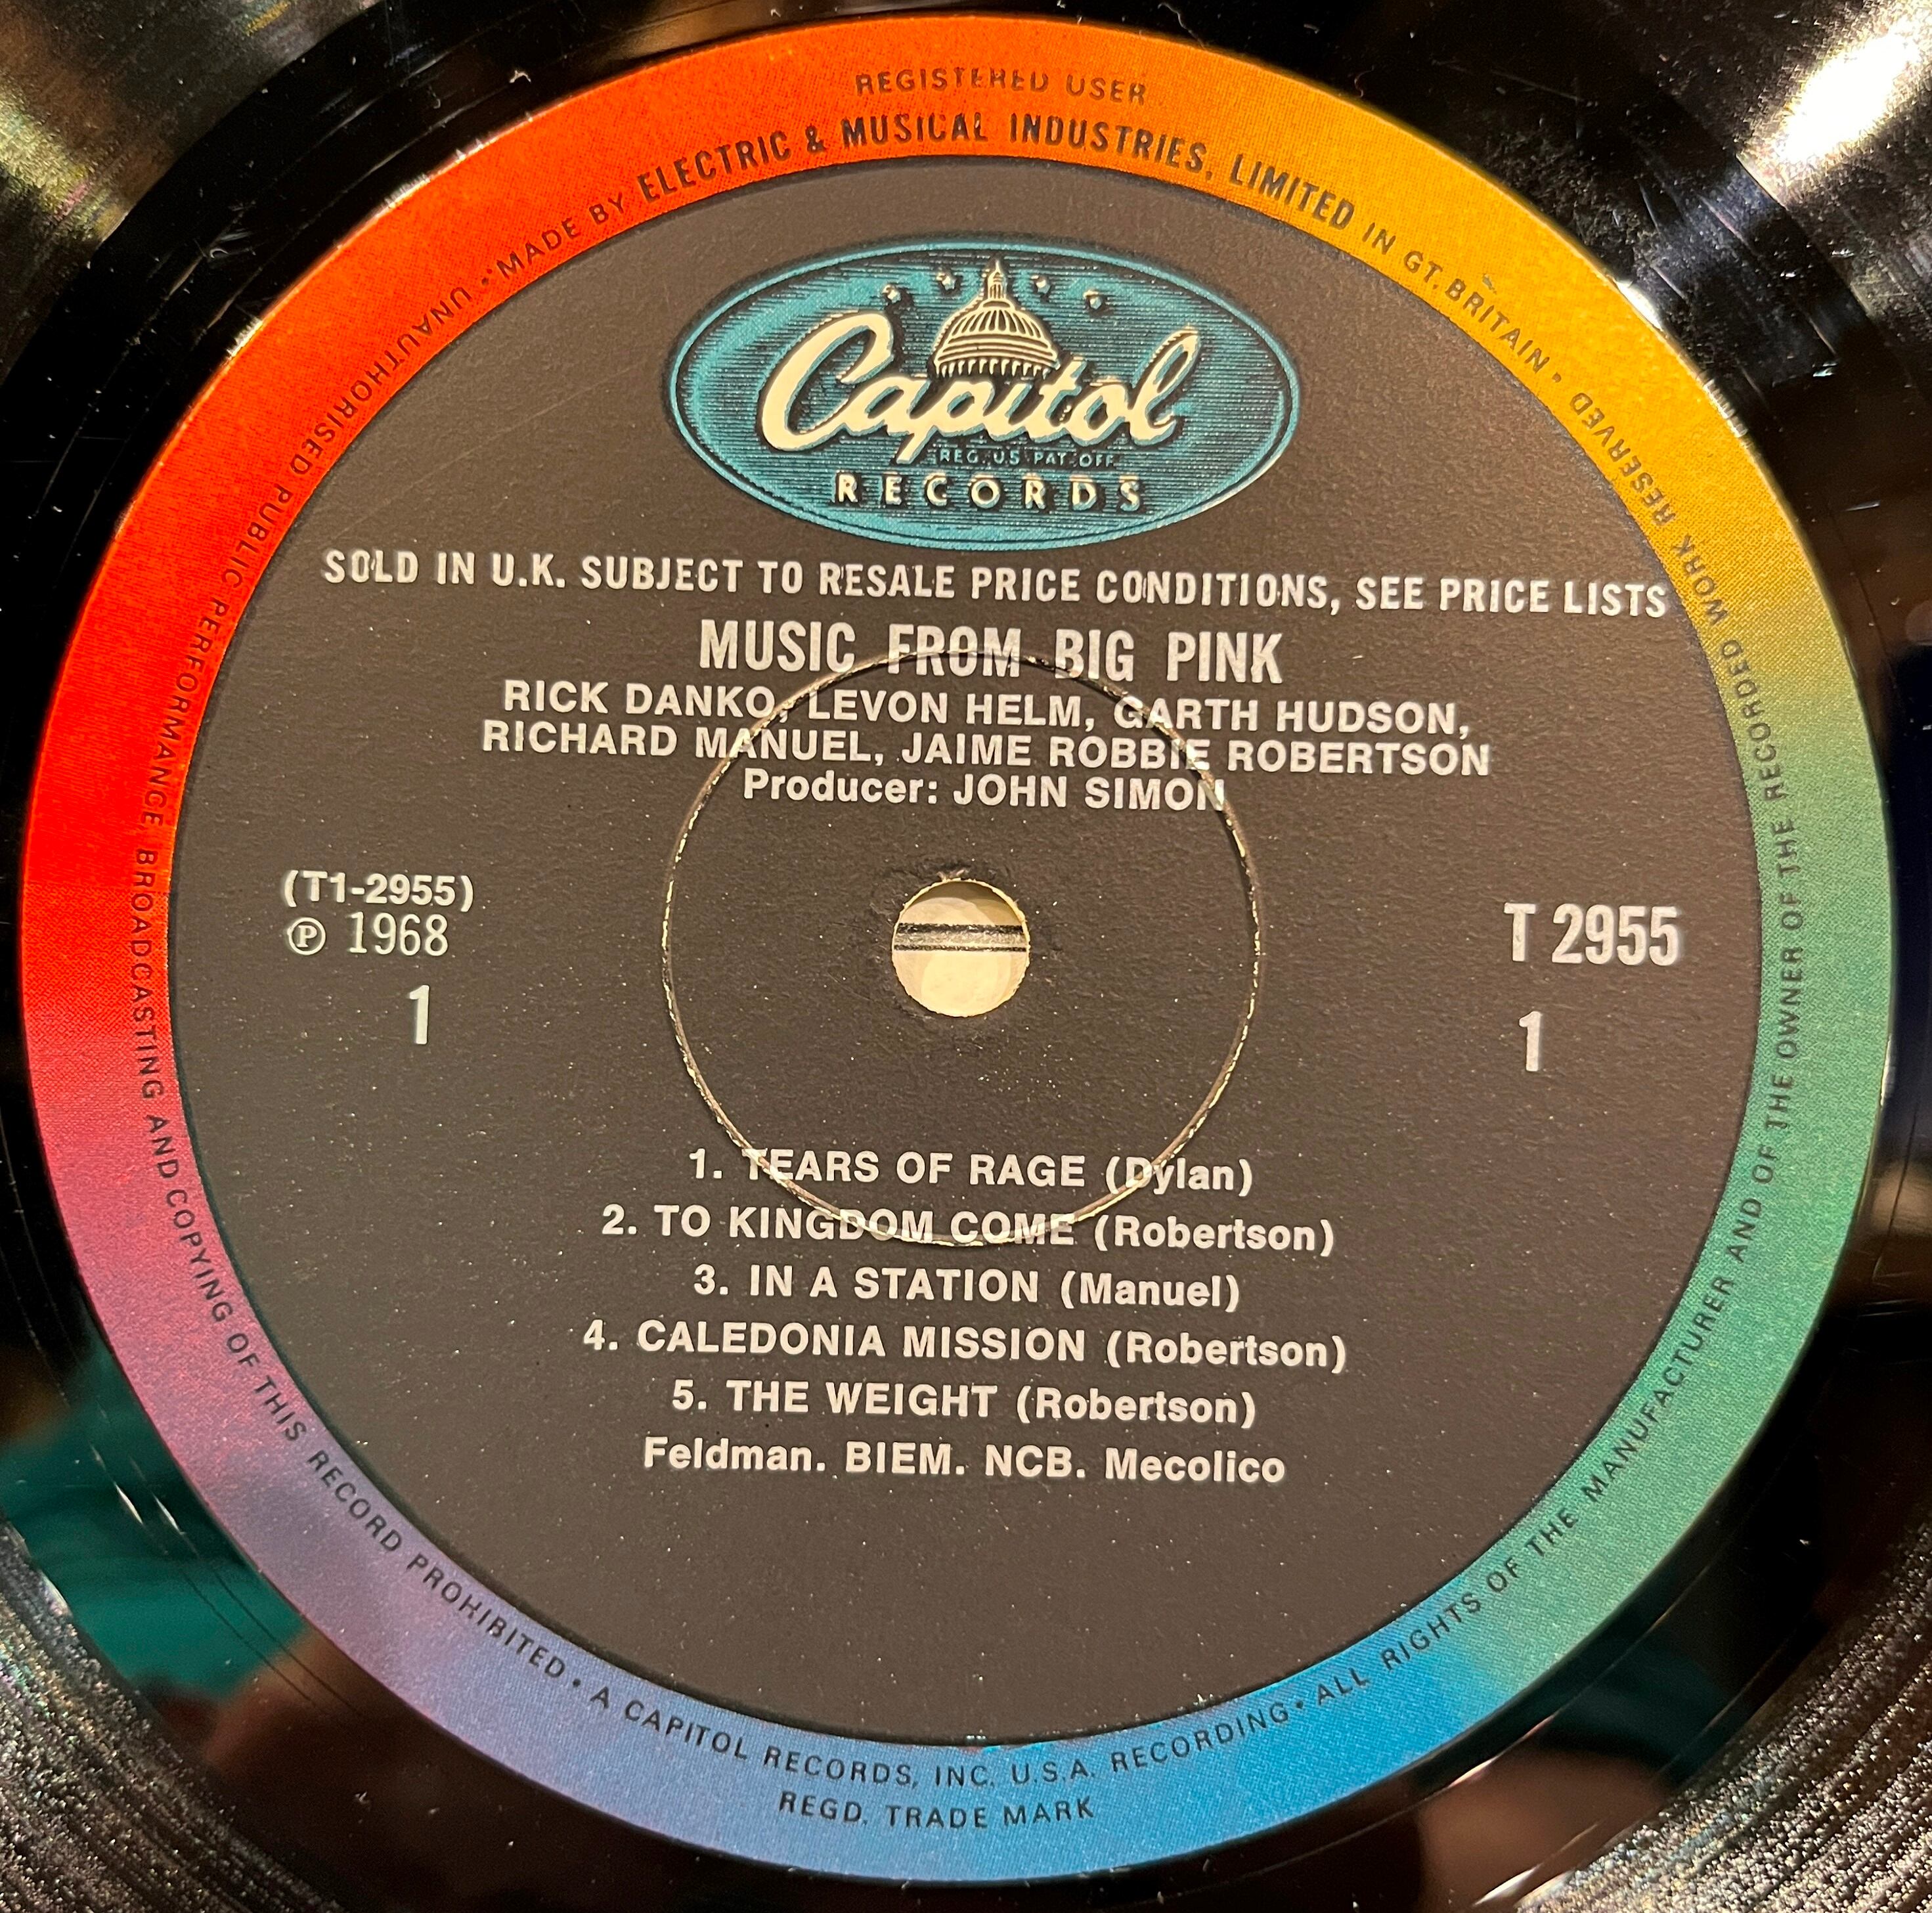 REGISTERED USER
MADE BY ELECTRIC & MUSICAL INDUSTRIES, LIMITED IN GT. BRITAIN •
Capitol
REG. U.S. PAT. OFF.
RECORDS
SOLD IN U.K. SUBJECT TO RESALE PRICE CONDITIONS, SEE PRICE LISTS
MUSIC FROM BIG PINK
RICK DANKO, LEVON HELM, GARTH HUDSON,
RICHARD MANUEL, JAIME ROBBIE ROBERTSON
Producer: JOHN SIMON
(T1-2955)
℗ 1968
1
T 2955
1
1. TEARS OF RAGE (Dylan)
2. TO KINGDOM COME (Robertson)
3. IN A STATION (Manuel)
4. CALEDONIA MISSION (Robertson)
5. THE WEIGHT (Robertson)
Feldman. BIEM. NCB. Mecolico
ALL RIGHTS OF THE MANUFACTURER AND OF THE OWNER OF THE RECORDED WORK RESERVED
UNAUTHORISED PUBLIC PERFORMANCE, BROADCASTING AND COPYING OF THIS RECORD PROHIBITED •
A CAPITOL RECORDS, INC. U.S.A. RECORDING •
REGD. TRADE MARK